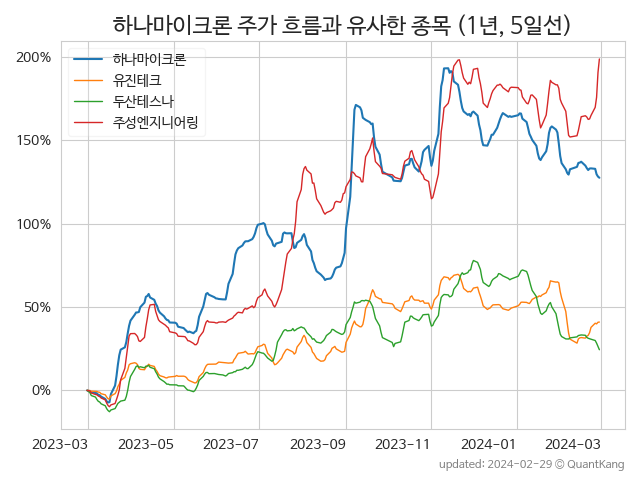 하나마이크론 주가 흐름과 유사한 종목 (1년, 5일선)
하나마이크론
유진테크
두산테스나
주성엔지니어링
200%
150%
100%
50%
0%
2023-03 2023-05 2023-07 2023-09 2023-11 2024-01 2024-03
updated: 2024-02-29 © QuantKang